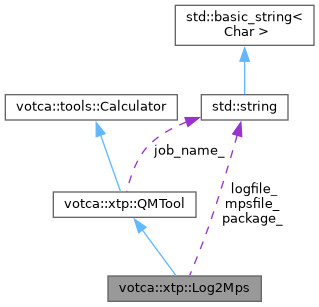 std::basic_string<
Char >
votca::tools::Calculator
std::string
job_name_
logfile_
mpsfile_
package_
votca::xtp::QMTool
votca::xtp::Log2Mps